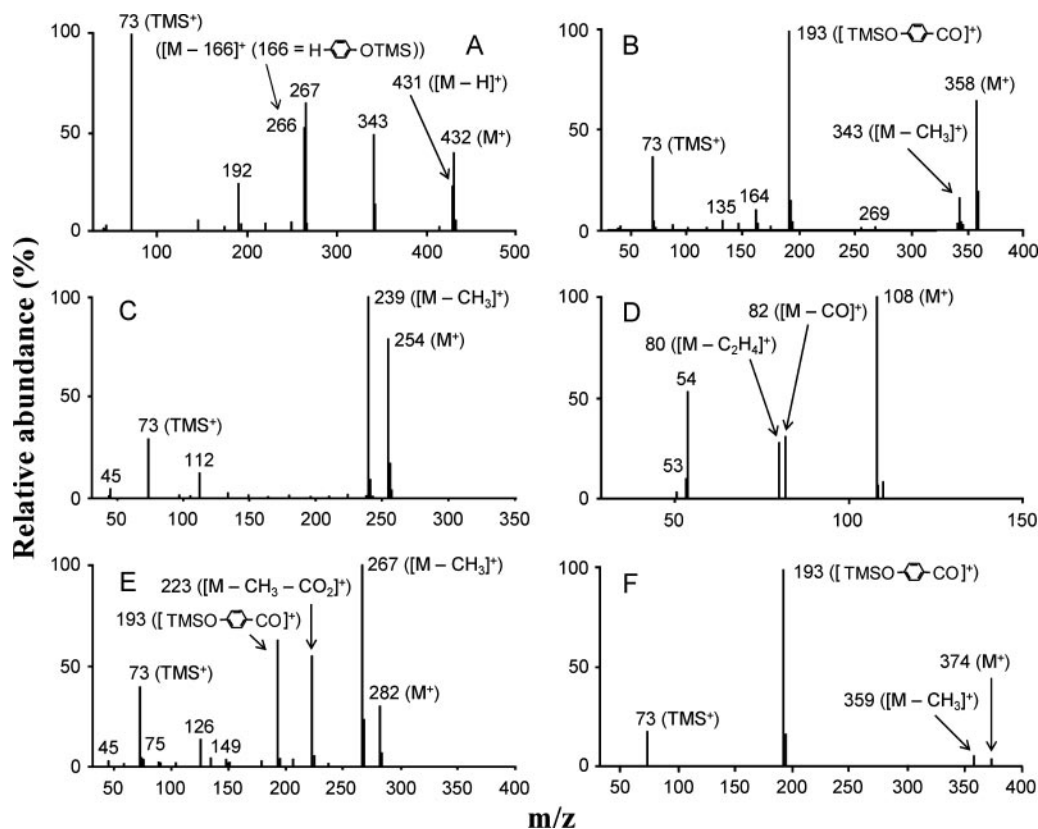 Relative abundance (%)
m/z
A
100
50
0
73 (TMS⁺)
([M – 166]⁺ (166 = H OTMS))
431 ([M – H]⁺)
267
266
343
432 (M⁺)
192
100 200 300 400 500
B
100
50
0
193 ([ TMSO CO]⁺)
358 (M⁺)
343 ([M – CH₃]⁺)
73 (TMS⁺)
135
164
269
50 100 150 200 250 300 350 400
C
100
50
0
239 ([M – CH₃]⁺)
254 (M⁺)
73 (TMS⁺)
45
112
50 100 150 200 250 300 350
D
100
50
0
108 (M⁺)
82 ([M – CO]⁺)
80 ([M – C₂H₄]⁺)
54
53
50 100 150
E
100
50
0
267 ([M – CH₃]⁺)
223 ([M – CH₃ – CO₂]⁺)
193 ([ TMSO CO]⁺)
73 (TMS⁺)
282 (M⁺)
45
75
126
149
50 100 150 200 250 300 350 400
F
100
50
0
193 ([ TMSO CO]⁺)
374 (M⁺)
359 ([M – CH₃]⁺)
73 (TMS⁺)
50 100 150 200 250 300 350 400